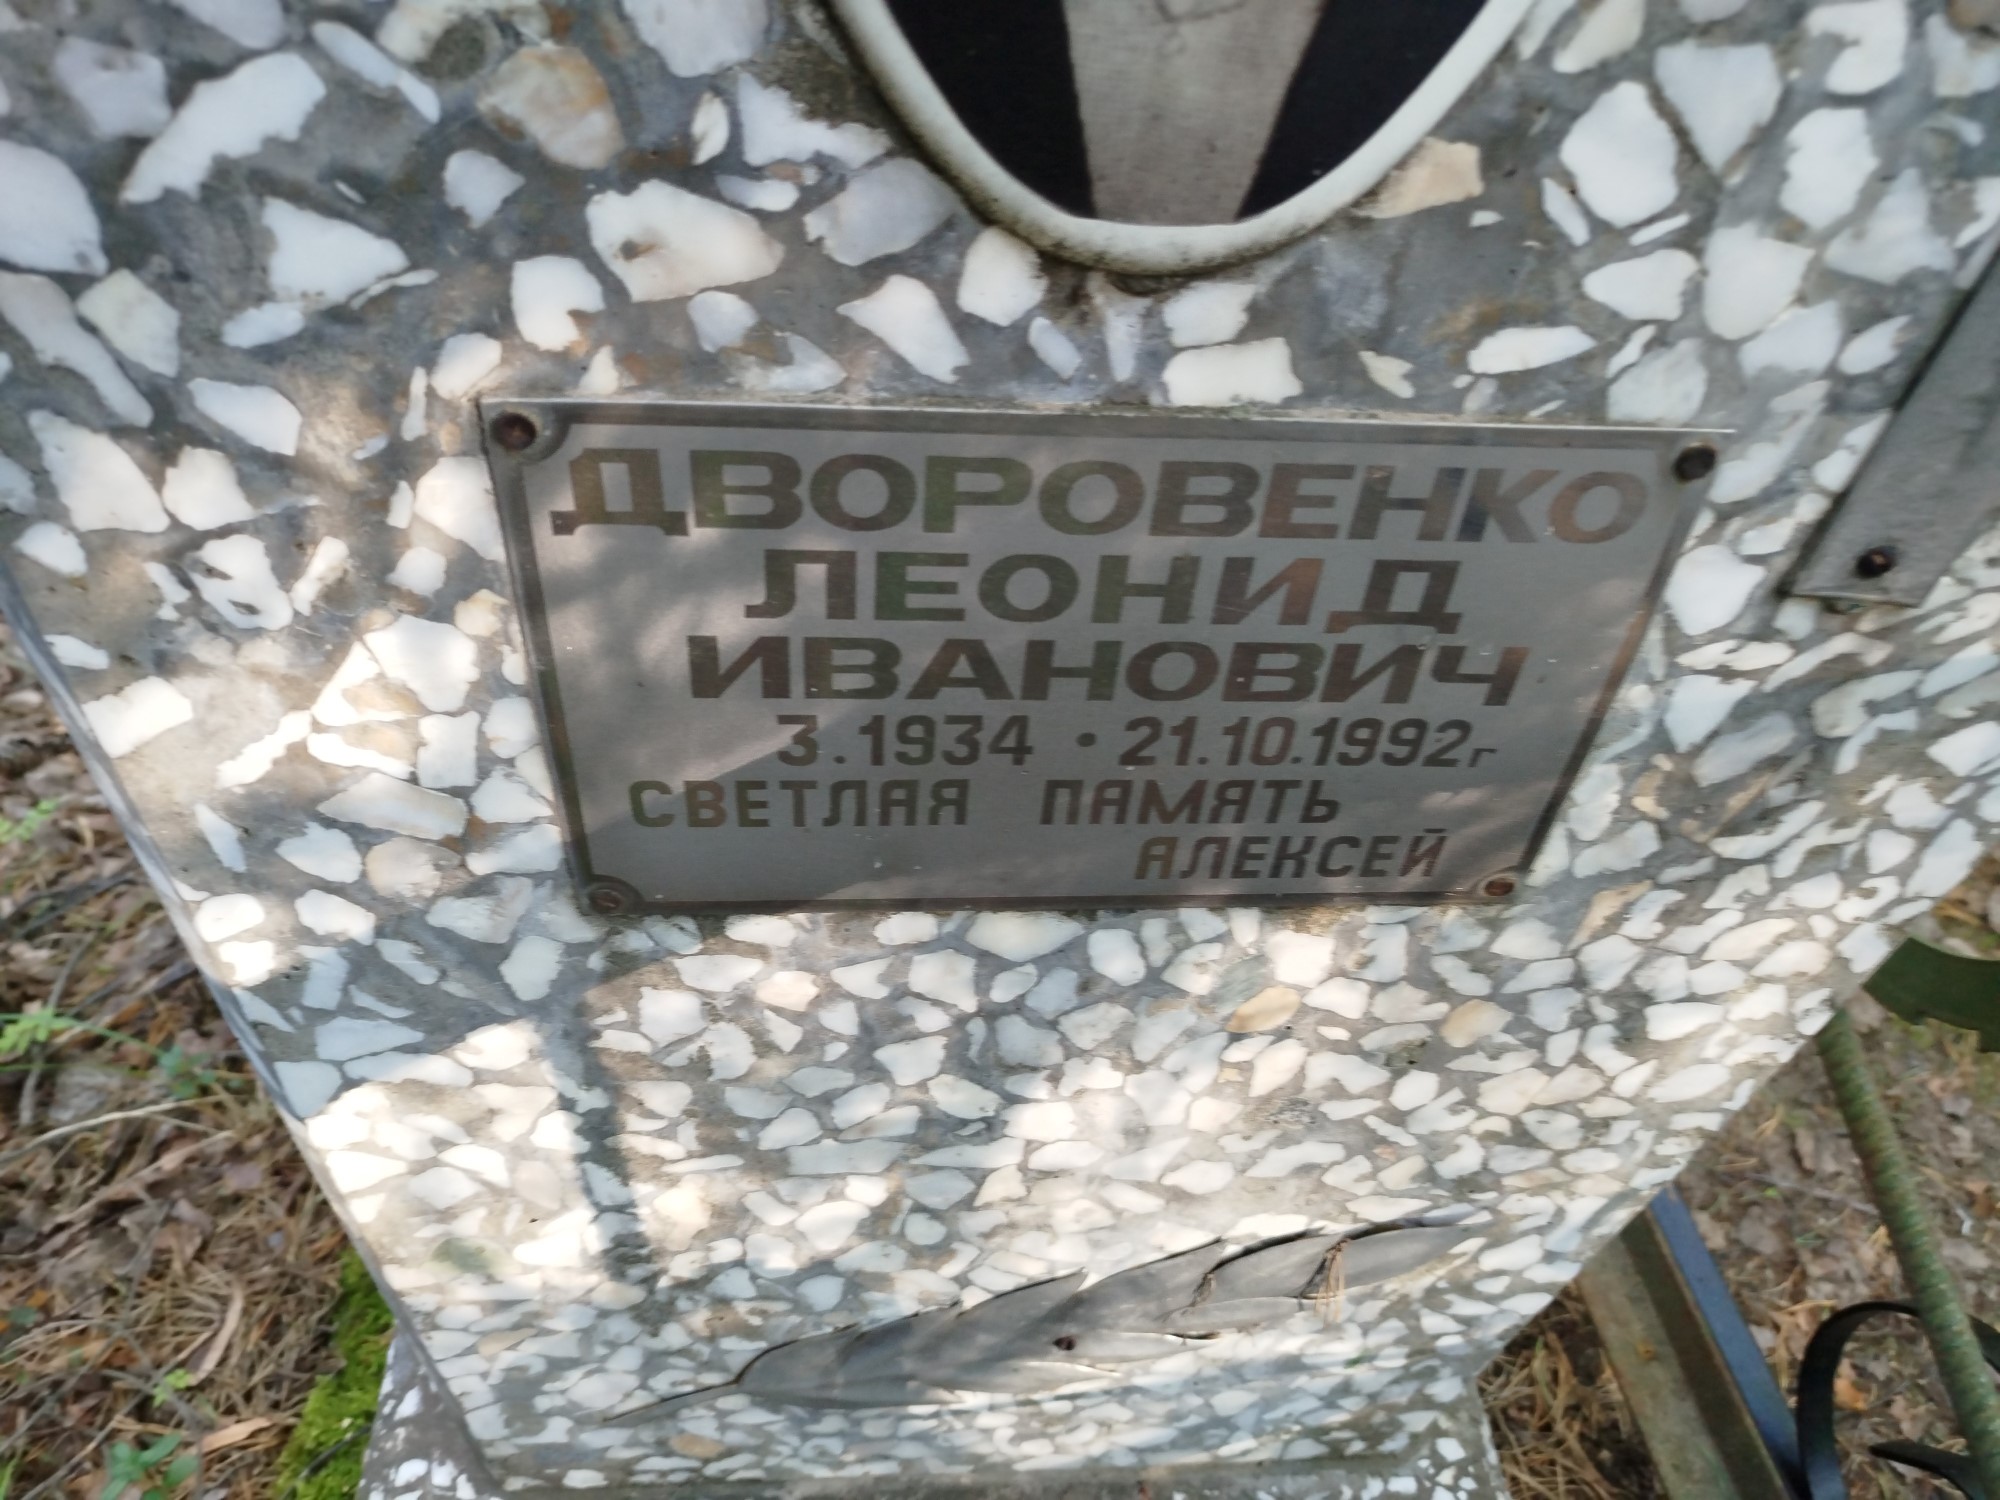 ДВОРОВЕНКО
ЛЕОНИД
ИВАНОВИЧ
3.1934 • 21.10.1992г
СВЕТЛАЯ ПАМЯТЬ
АЛЕКСЕЙ